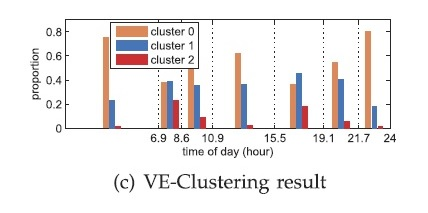 0.8
cluster 0
0.6
cluster 1
0.4
cluster 2
0.2
0
proportion
6.9 8.6 10.9 15.5 19.1 21.7 24
time of day (hour)
(c) VE-Clustering result